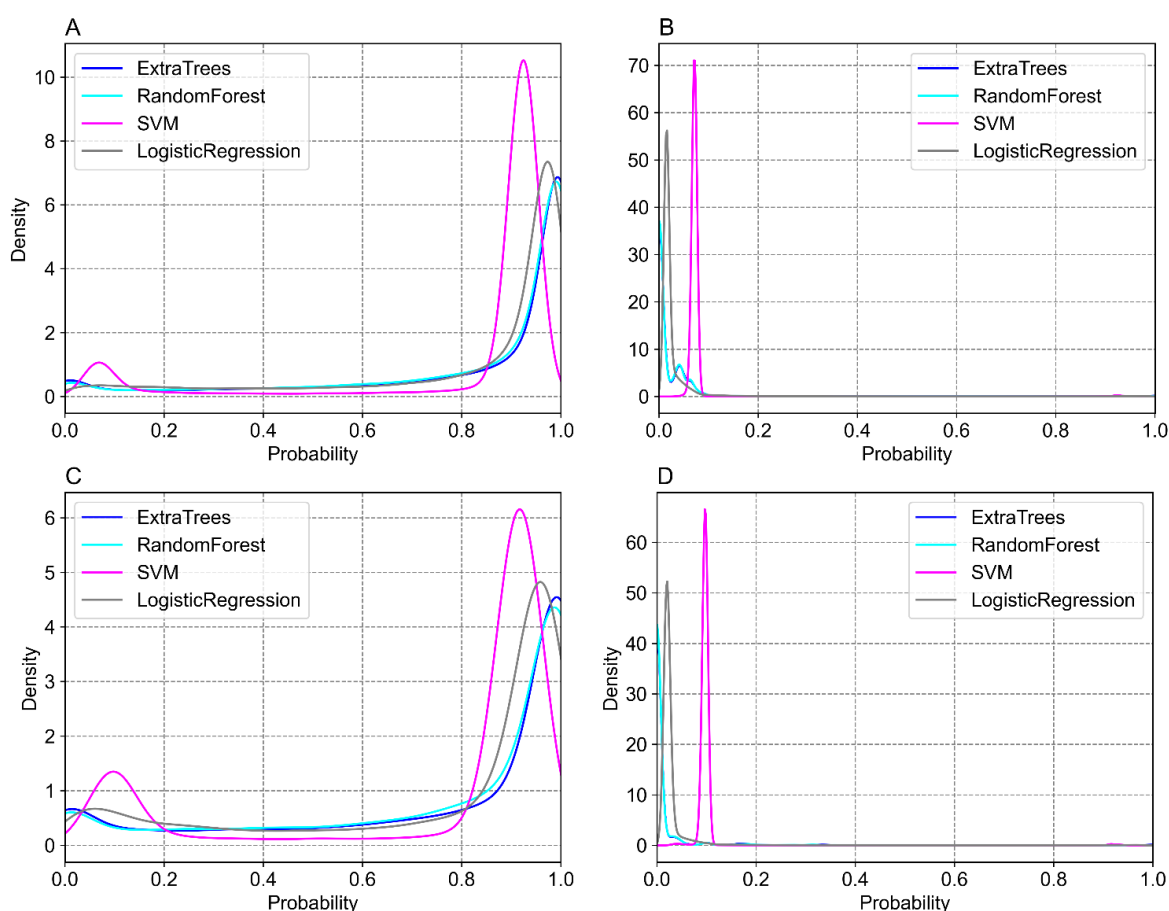 A
ExtraTrees
RandomForest
SVM
LogisticRegression
10
8
6
4
2
0
Density
0.0 0.2 0.4 0.6 0.8 1.0
Probability
B
ExtraTrees
RandomForest
SVM
LogisticRegression
70
60
50
40
30
20
10
0
0.0 0.2 0.4 0.6 0.8 1.0
Probability
C
ExtraTrees
RandomForest
SVM
LogisticRegression
6
5
4
3
2
1
0
Density
0.0 0.2 0.4 0.6 0.8 1.0
Probability
D
ExtraTrees
RandomForest
SVM
LogisticRegression
60
50
40
30
20
10
0
Density
0.0 0.2 0.4 0.6 0.8 1.0
Probability